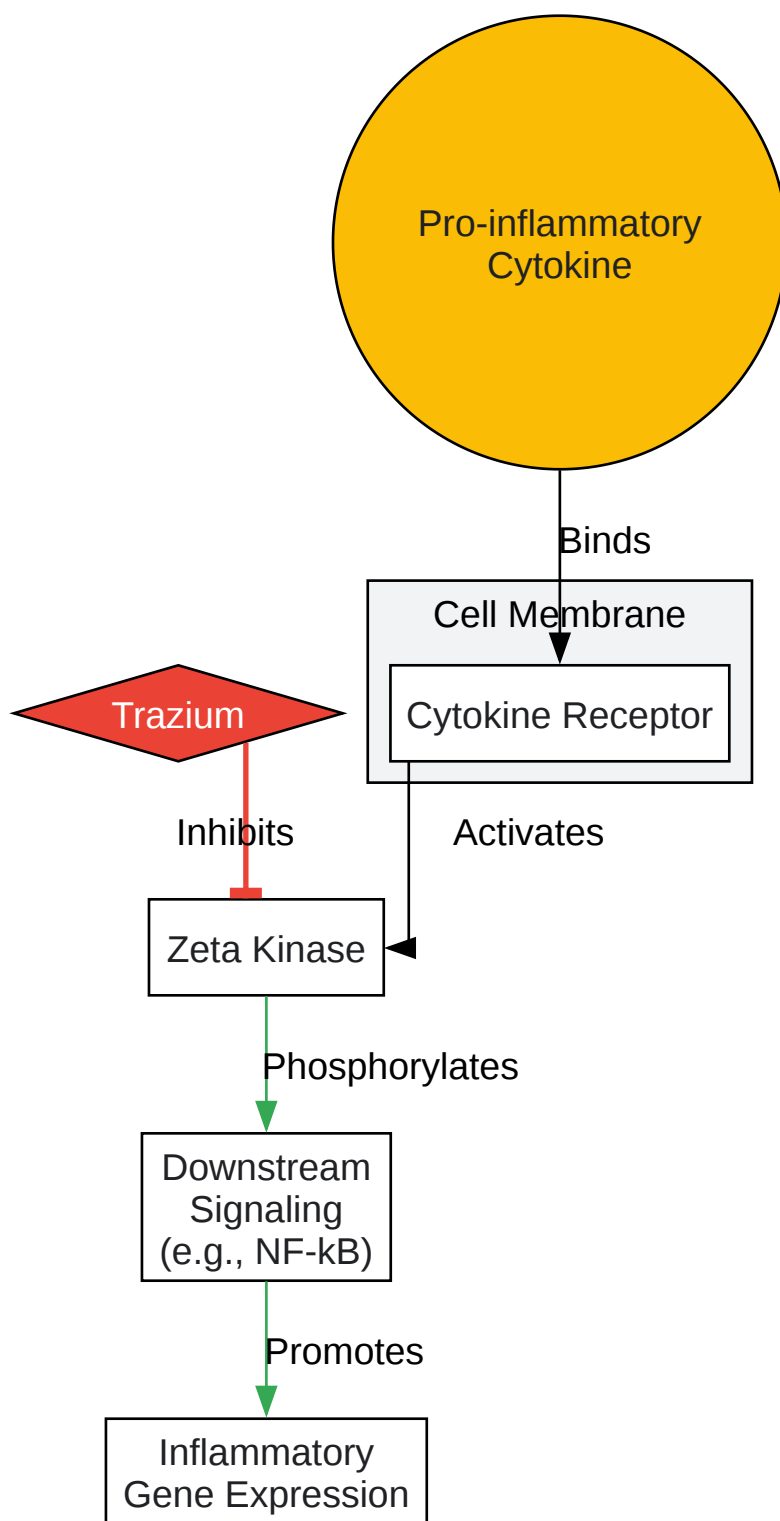 Pro-inflammatory
Cytokine
Binds
Cell Membrane
Trazium
Cytokine Receptor
Inhibits
Activates
Zeta Kinase
Phosphorylates
Downstream
Signaling
(e.g., NF-kB)
Promotes
Inflammatory
Gene Expression